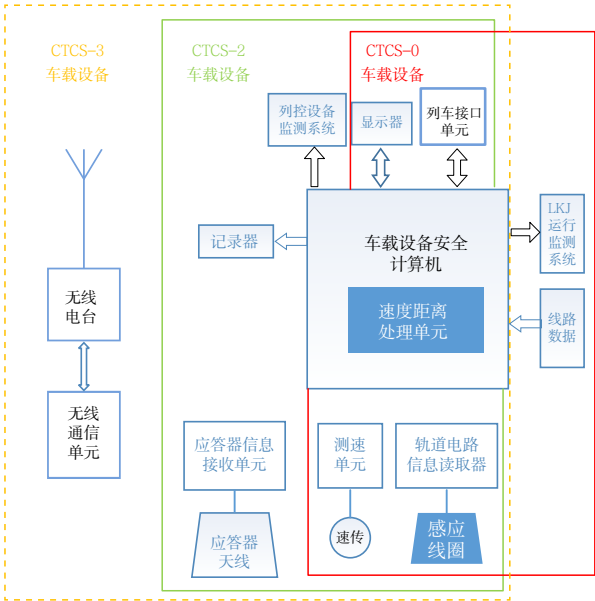 CTCS-3
车载设备
CTCS-2
车载设备
CTCS-0
车载设备
列控设备
监测系统
显示器
列车接口
单元
记录器
车载设备安全
计算机
速度距离
处理单元
LKJ
运行
监测
系统
线路
数据
无线
电台
无线
通信
单元
应答器信息
接收单元
测速
单元
轨道电路
信息读取器
应答器
天线
速传
感应
线圈